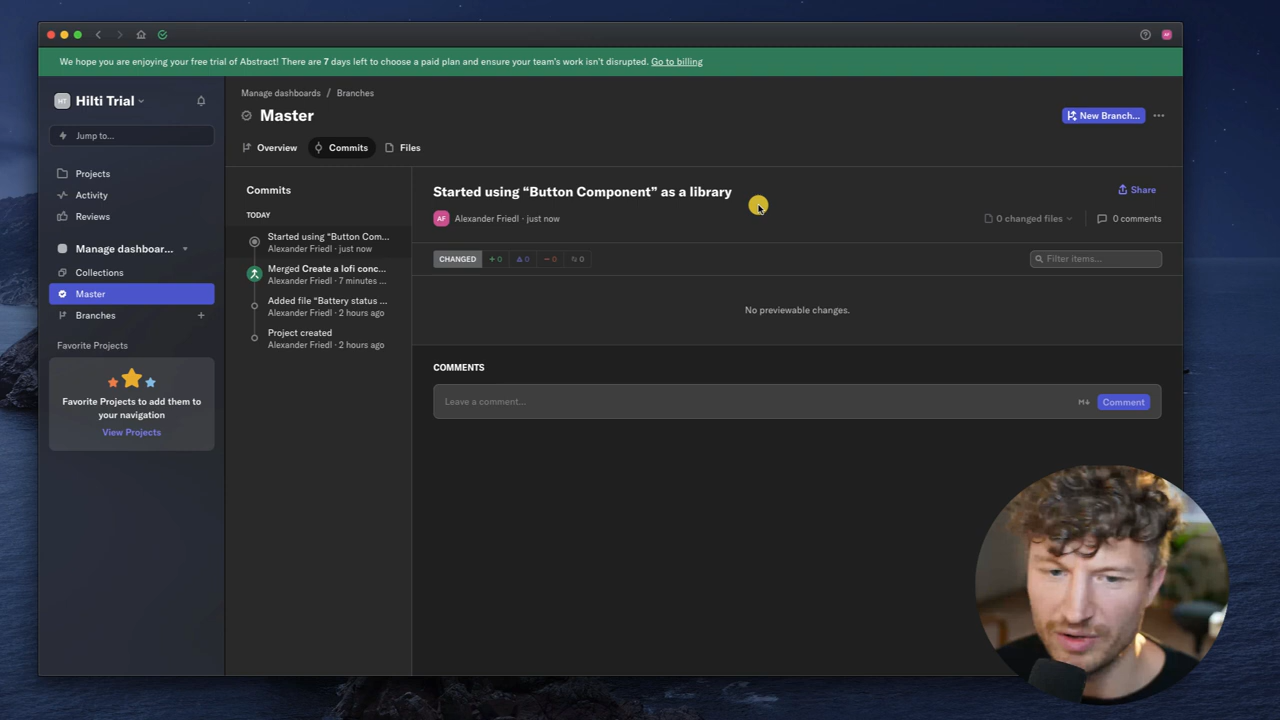 We hope you are enjoying your free trial of Abstract! There are 7 days left to choose a paid plan and ensure your team's work isn't disrupted. Go to billing
HT Hilti Trial
Jump to...
Projects
Activity
Reviews
Manage dashboar...
Collections
Master
Branches +
Favorite Projects
Favorite Projects to add them to
your navigation
View Projects
Manage dashboards / Branches
Master
New Branch...
Overview Commits Files
Commits
TODAY
Started using “Button Com...
Alexander Friedl · just now
Merged Create a lofi conc...
Alexander Friedl · 7 minutes ...
Added file “Battery status ...
Alexander Friedl · 2 hours ago
Project created
Alexander Friedl · 2 hours ago
Started using “Button Component” as a library
Share
AF Alexander Friedl · just now
0 changed files
0 comments
CHANGED +0 0 −0 0
Filter items...
No previewable changes.
COMMENTS
Leave a comment...
M↓ Comment